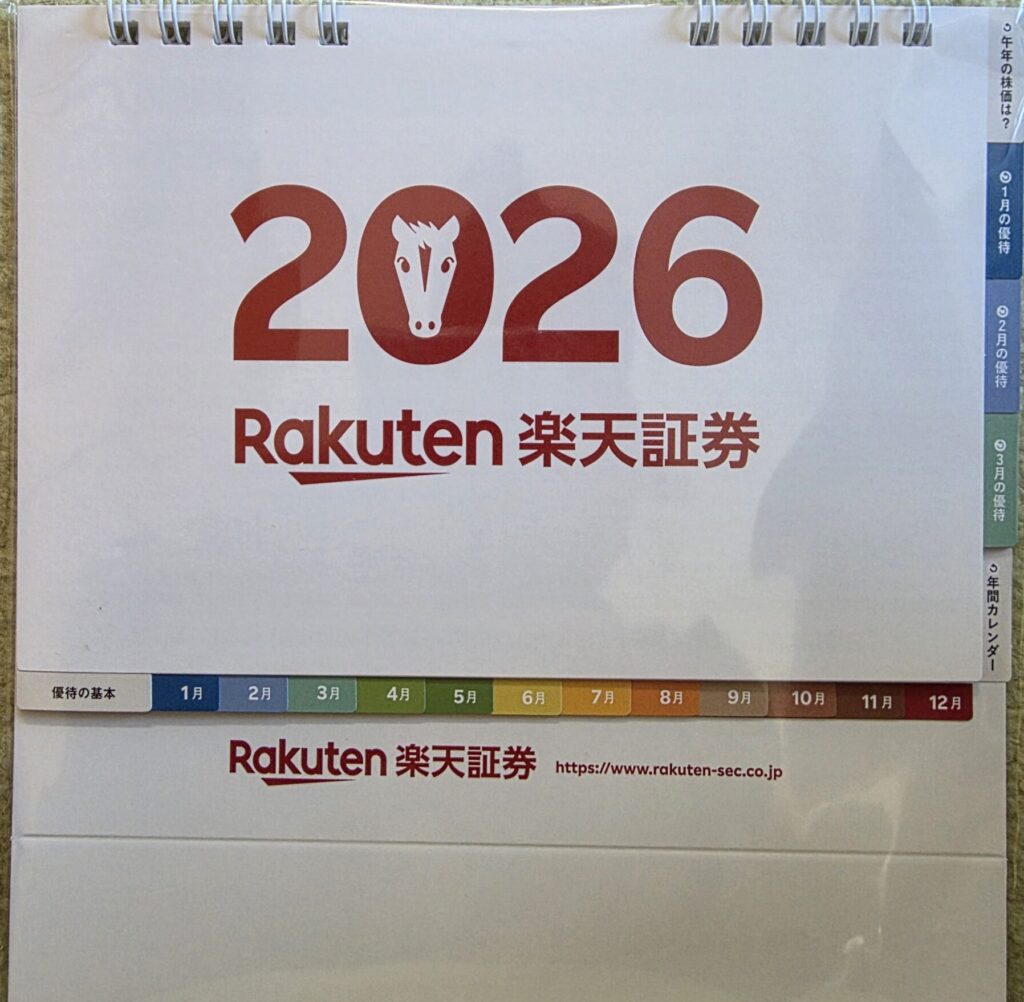 2026
Rakuten 楽天証券
午年の株価は？
1月の優待
2月の優待
3月の優待
年間カレンダー
優待の基本 1月 2月 3月 4月 5月 6月 7月 8月 9月 10月 11月 12月
Rakuten 楽天証券 https://www.rakuten-sec.co.jp